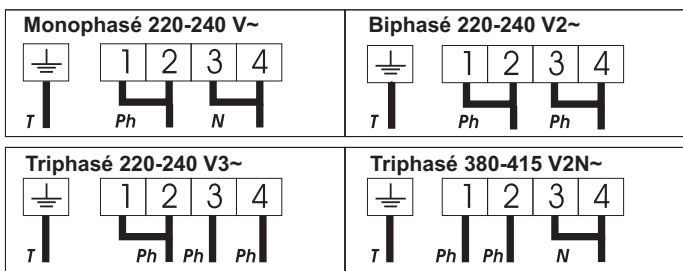 Monophasé 220-240 V~
1 2 3 4
T Ph N
Biphasé 220-240 V2~
1 2 3 4
T Ph Ph
Triphasé 220-240 V3~
1 2 3 4
T Ph Ph Ph
Triphasé 380-415 V2N~
1 2 3 4
T Ph Ph N